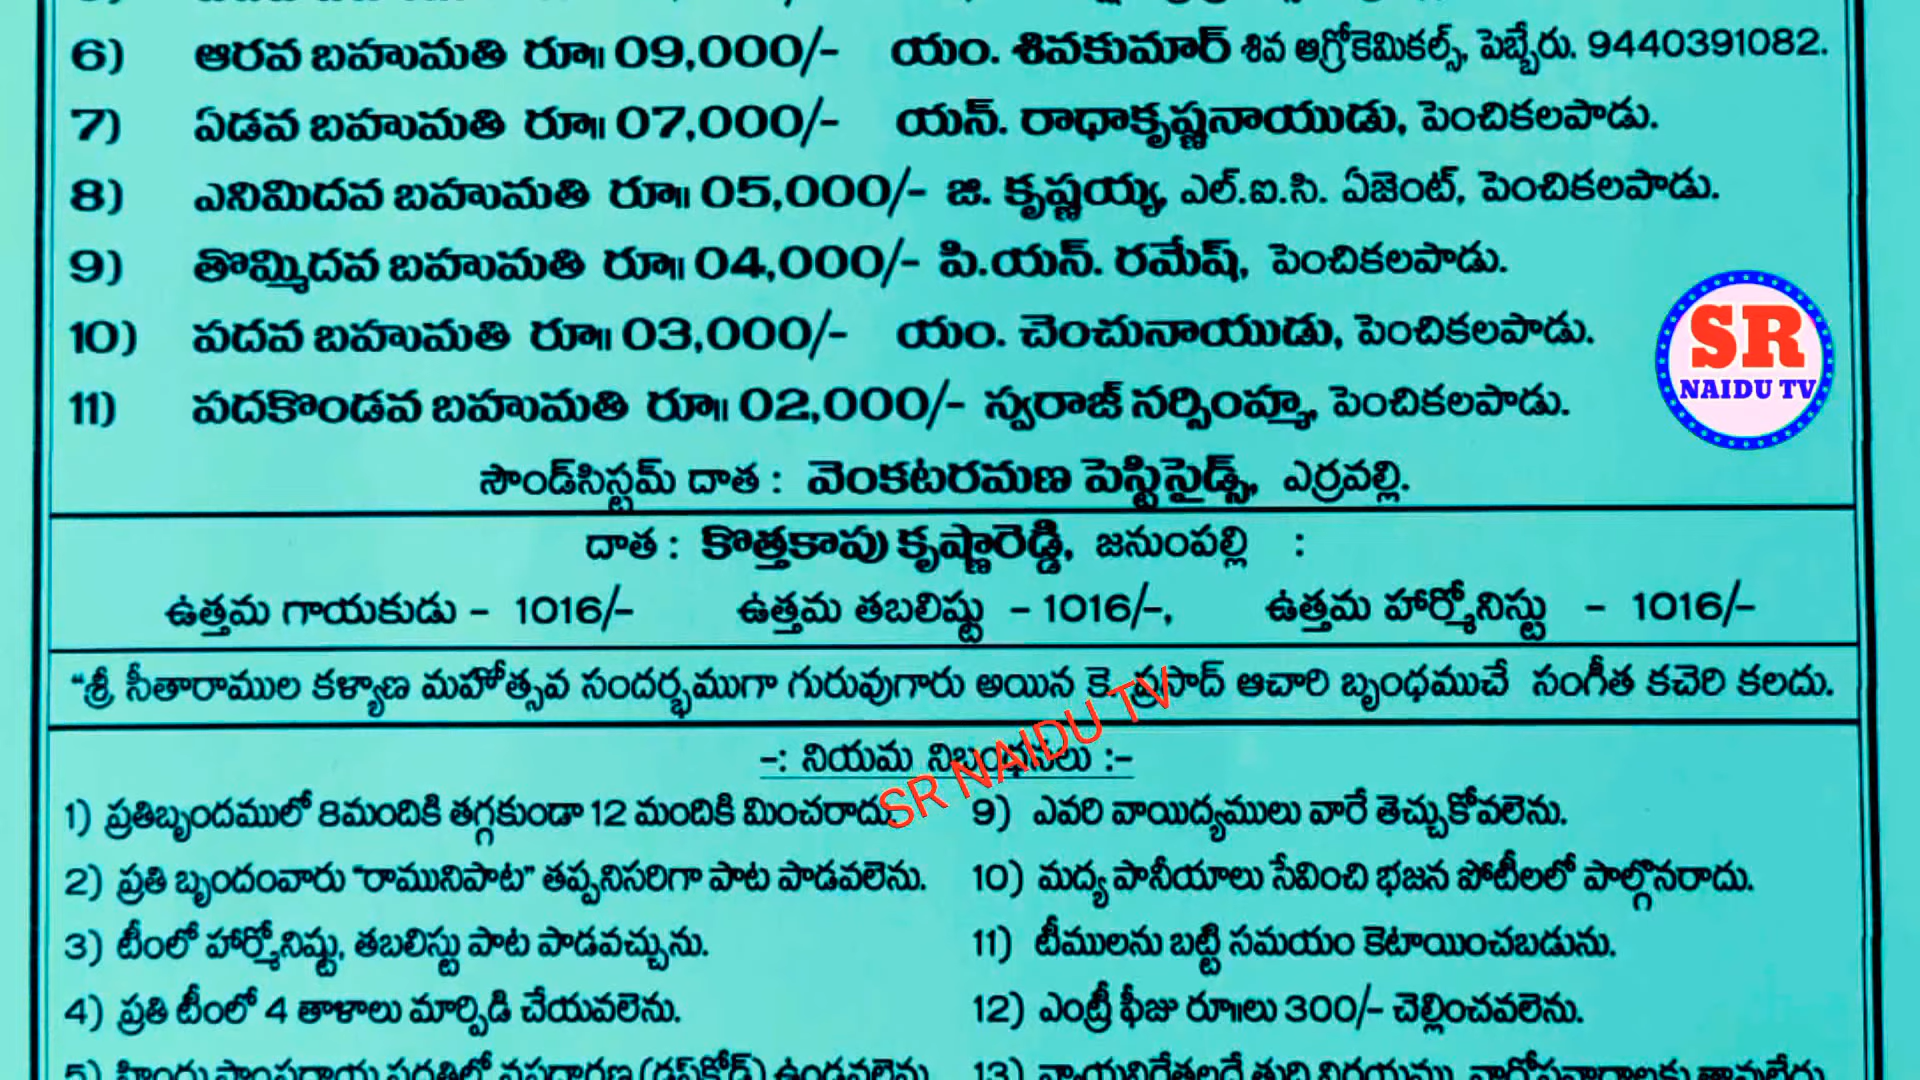 6) ఆరవ బహుమతి రూ॥ 09,000/- యం. శివకుమార్ శివ ఆగ్రోకెమికల్స్, పెబ్బేరు. 9440391082.
7) ఏడవ బహుమతి రూ॥ 07,000/- యన్. రాధాకృష్ణనాయుడు, పెంచికలపాడు.
8) ఎనిమిదవ బహుమతి రూ॥ 05,000/- జి. కృష్ణయ్య, ఎల్.ఐ.సి. ఏజెంట్, పెంచికలపాడు.
9) తొమ్మిదవ బహుమతి రూ॥ 04,000/- పి.యన్. రమేష్, పెంచికలపాడు.
10) పదవ బహుమతి రూ॥ 03,000/- యం. చెంచునాయుడు, పెంచికలపాడు.
11) పదకొండవ బహుమతి రూ॥ 02,000/- స్వరాజ్ నర్సింహ్మ, పెంచికలపాడు.
SR
NAIDU TV
సౌండ్‌సిస్టమ్ దాత : వెంకటరమణ పెస్టిసైడ్స్, ఎర్రవల్లి.
దాత : కొత్తకాపు కృష్ణారెడ్డి, జనుంపల్లి :
ఉత్తమ గాయకుడు - 1016/- ఉత్తమ తబలిష్టు - 1016/-, ఉత్తమ హార్మోనిస్టు - 1016/-
“శ్రీ సీతారాముల కళ్యాణ మహోత్సవ సందర్భముగా గురువుగారు అయిన కె. ప్రసాద్ ఆచారి బృంధముచే సంగీత కచెరి కలదు.
-: నియమ నిబంధనలు :-
SR NAIDU TV
1) ప్రతిబృందములో 8మందికి తగ్గకుండా 12 మందికి మించరాదు.
2) ప్రతి బృందంవారు “రామునిపాట” తప్పనిసరిగా పాట పాడవలెను.
3) టీంలో హార్మోనిష్టు, తబలిస్టు పాట పాడవచ్చును.
4) ప్రతి టీంలో 4 తాళాలు మార్పిడి చేయవలెను.
9) ఎవరి వాయిద్యములు వారే తెచ్చుకోవలెను.
10) మద్య పానీయాలు సేవించి భజన పోటీలలో పాల్గొనరాదు.
11) టీములను బట్టి సమయం కెటాయించబడును.
12) ఎంట్రీ ఫీజు రూ॥లు 300/- చెల్లించవలెను.